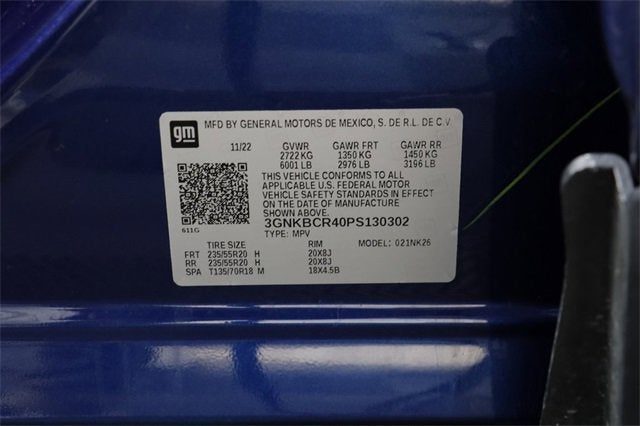 gm MFD BY GENERAL MOTORS DE MEXICO, S. DE R.L. DE C.V.
11/22 GVWR GAWR FRT GAWR RR
2722 KG 1350 KG 1450 KG
6001 LB 2976 LB 3196 LB
THIS VEHICLE CONFORMS TO ALL
APPLICABLE U.S. FEDERAL MOTOR
VEHICLE SAFETY STANDARDS IN EFFECT
ON THE DATE OF MANUFACTURE
SHOWN ABOVE.
611G 3GNKBCR40PS130302
TYPE: MPV
TIRE SIZE RIM MODEL: 021NK26
FRT 235/55R20 H 20X8J
RR 235/55R20 H 20X8J
SPA T135/70R18 M 18X4.5B